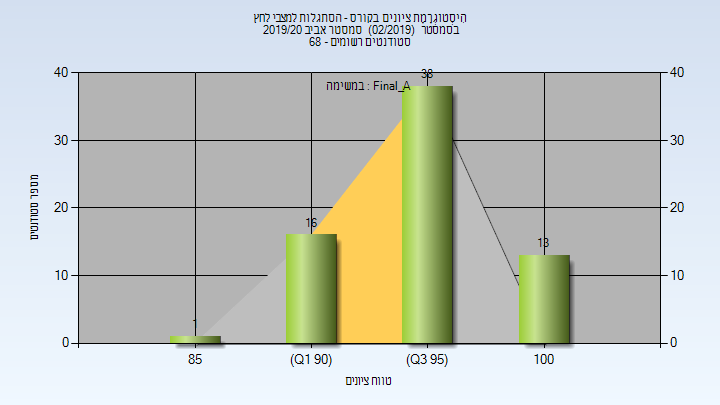 היסטוגרמת ציונים בקורס - הסתגלות למצבי לחץ
בסמסטר (02/2019) סמסטר אביב 2019/20
סטודנטים רשומים - 68
במשימה : Final_A
40
30
20
10
0
40
30
20
10
0
1
16
38
13
85
(Q1 90)
(Q3 95)
100
מספר סטודנטים
טווח ציונים